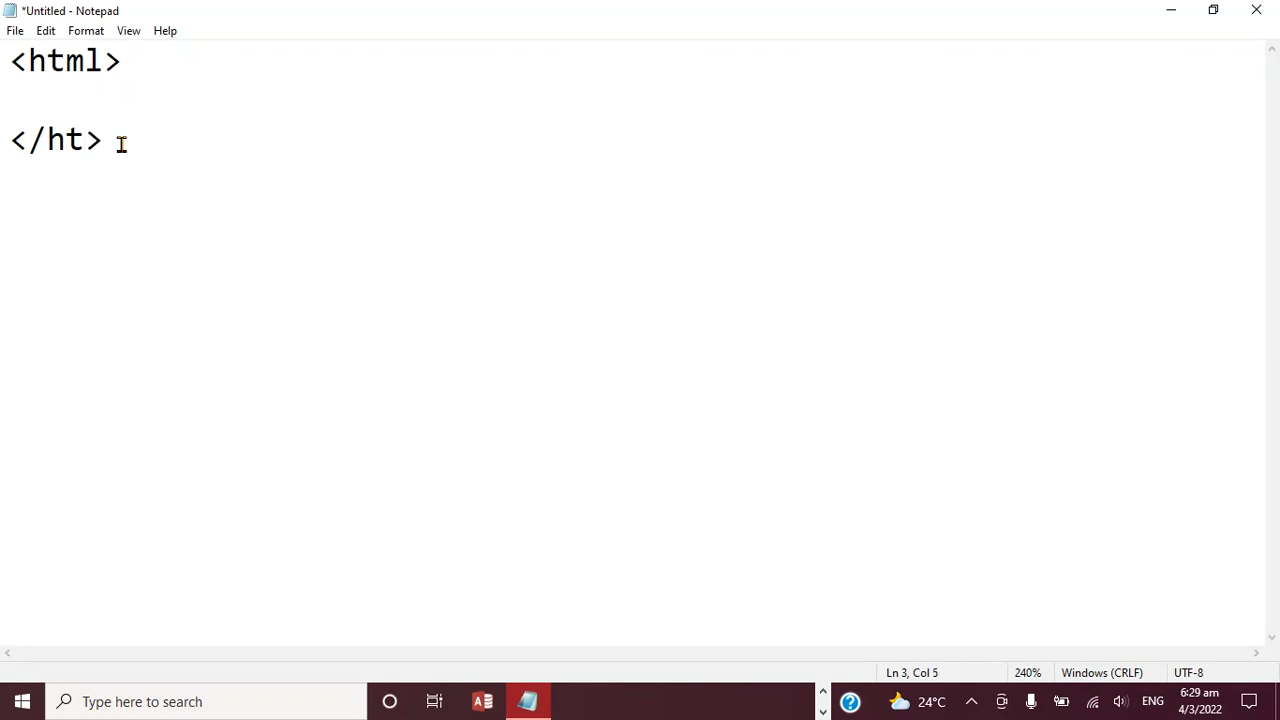 *Untitled - Notepad
File Edit Format View Help
<html>
</ht>
Ln 3, Col 5 240% Windows (CRLF) UTF-8
Type here to search
A
?
24°C
ENG
6:29 am
4/3/2022